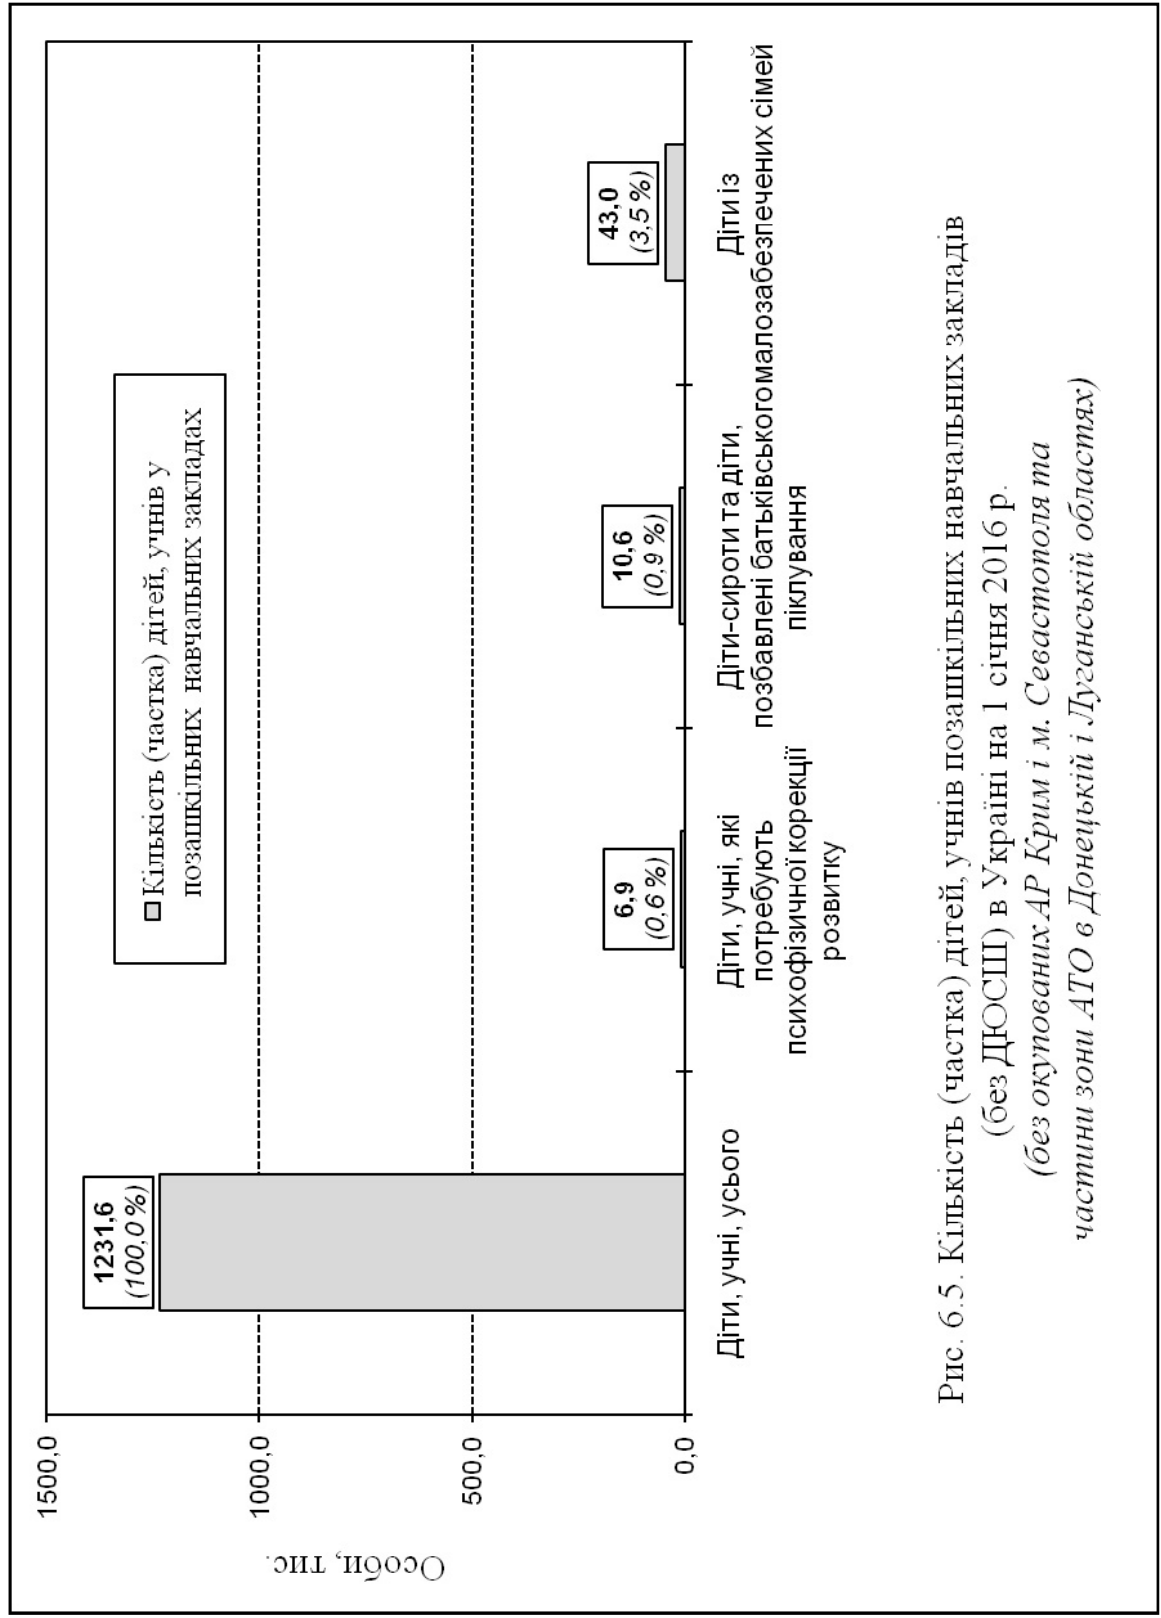 Особи, тис.
1500,0
1000,0
500,0
0,0
Кількість (частка) дітей, учнів у
позашкільних навчальних закладах
1231,6
(100,0%)
6,9
(0,6 %)
10,6
(0,9 %)
43,0
(3,5 %)
Діти, учні, усього
Діти, учні, які
потребують
психофізичної корекції
розвитку
Діти-сироти та діти,
позбавлені батьківського
піклування
Діти із
малозабезпечених сімей
Рис. 6.5. Кількість (частка) дітей, учнів позашкільних навчальних закладів
(без ДЮСШ) в Україні на 1 січня 2016 р.
(без окупованих АР Крим і м. Севастополя та
частини зони АТО в Донецькій і Луганській областях)